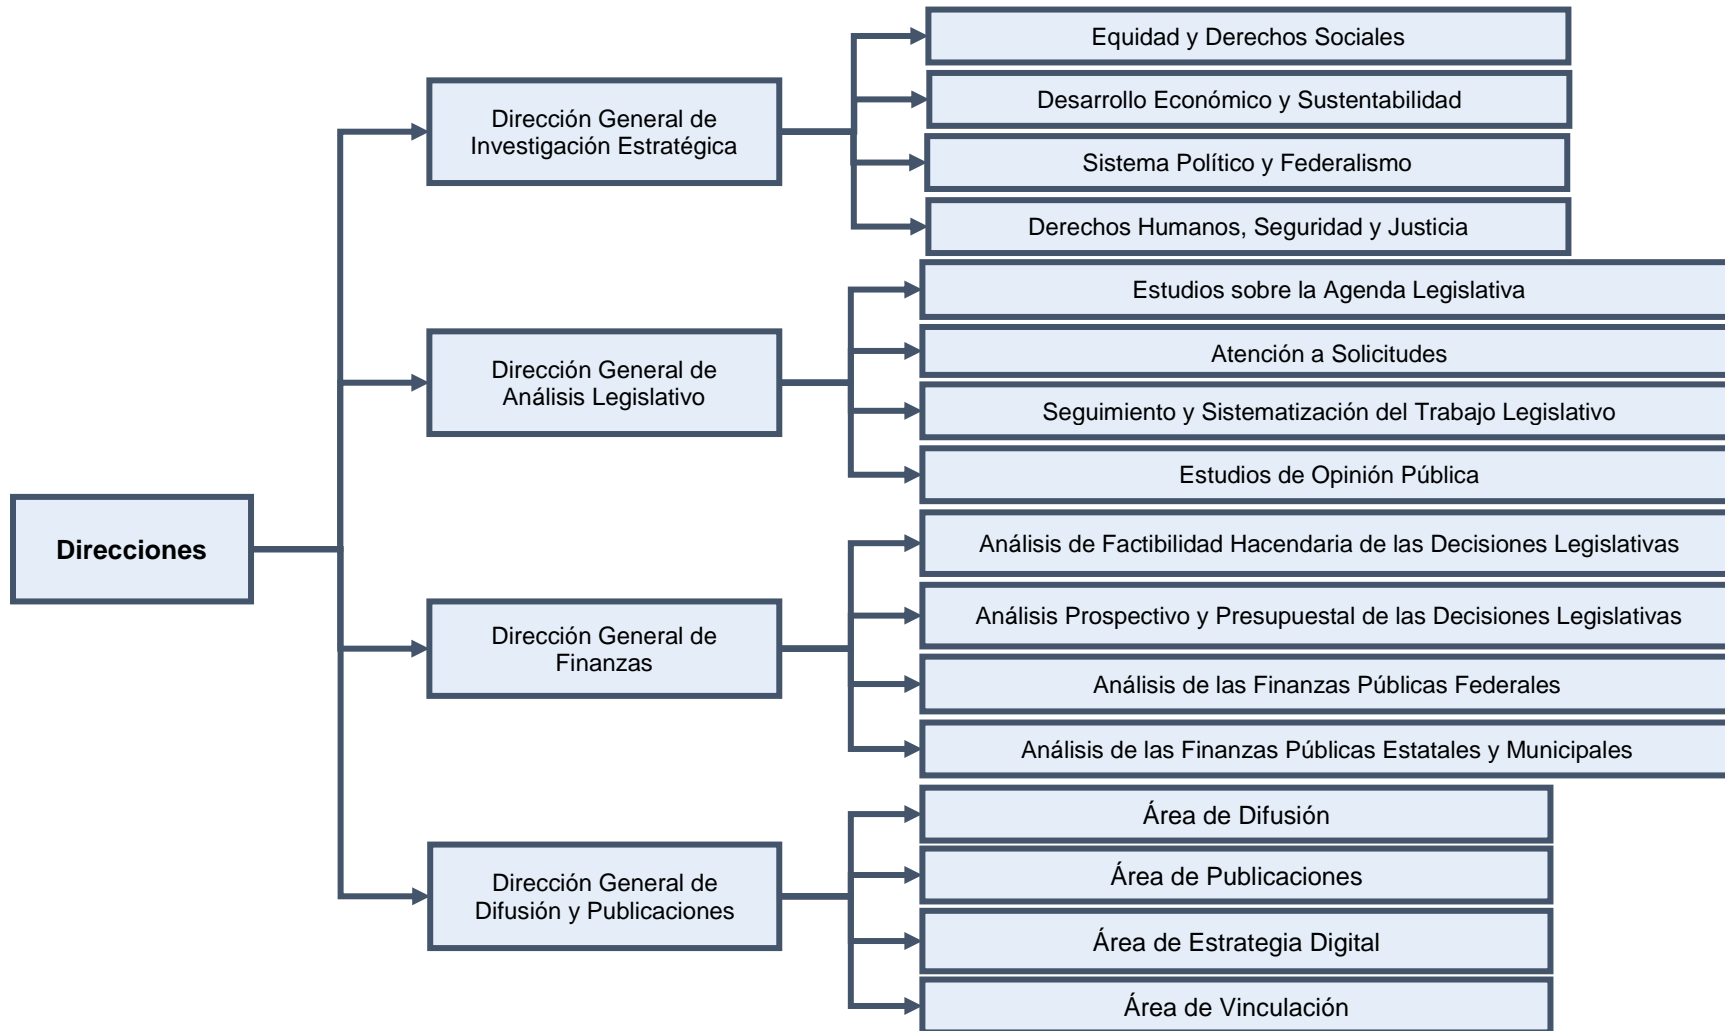 Direcciones
Dirección General de
Investigación Estratégica
Equidad y Derechos Sociales
Desarrollo Económico y Sustentabilidad
Sistema Político y Federalismo
Derechos Humanos, Seguridad y Justicia
Dirección General de
Análisis Legislativo
Estudios sobre la Agenda Legislativa
Atención a Solicitudes
Seguimiento y Sistematización del Trabajo Legislativo
Estudios de Opinión Pública
Dirección General de
Finanzas
Análisis de Factibilidad Hacendaria de las Decisiones Legislativas
Análisis Prospectivo y Presupuestal de las Decisiones Legislativas
Análisis de las Finanzas Públicas Federales
Análisis de las Finanzas Públicas Estatales y Municipales
Dirección General de
Difusión y Publicaciones
Área de Difusión
Área de Publicaciones
Área de Estrategia Digital
Área de Vinculación